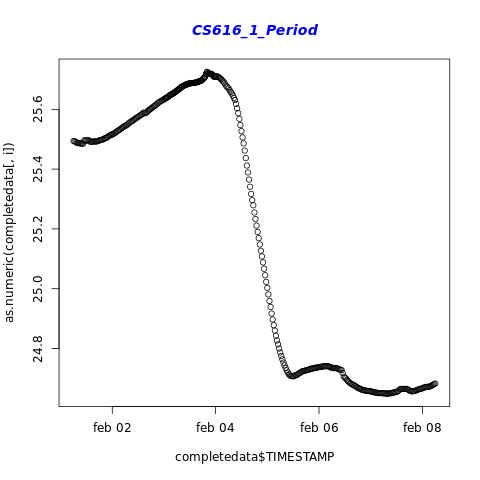 CS616_1_Period
as.numeric(completedata[, i])
25.6
25.4
25.2
25.0
24.8
feb 02
feb 04
feb 06
feb 08
completedata$TIMESTAMP